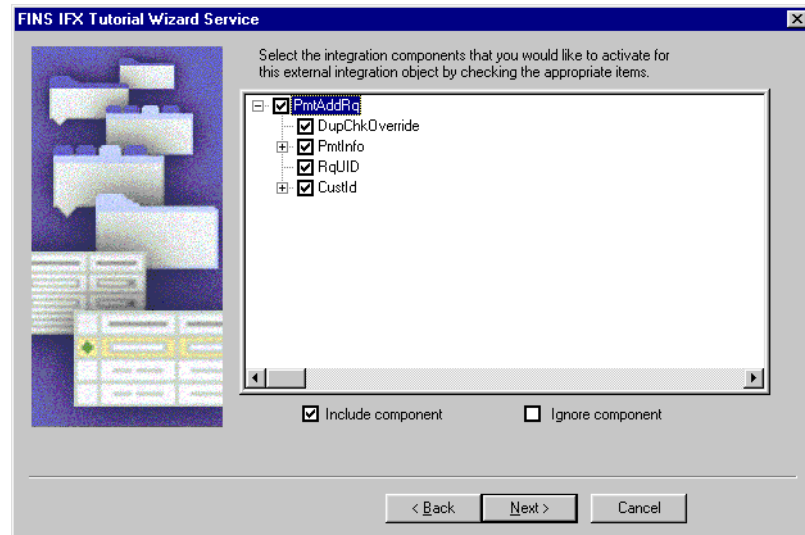 FINS IFX Tutorial Wizard Service
Select the integration components that you would like to activate for
this external integration object by checking the appropriate items.
PmtAddRq
DupChkOverride
PmtInfo
RqUID
CustId
Include component
Ignore component
< Back
Next >
Cancel